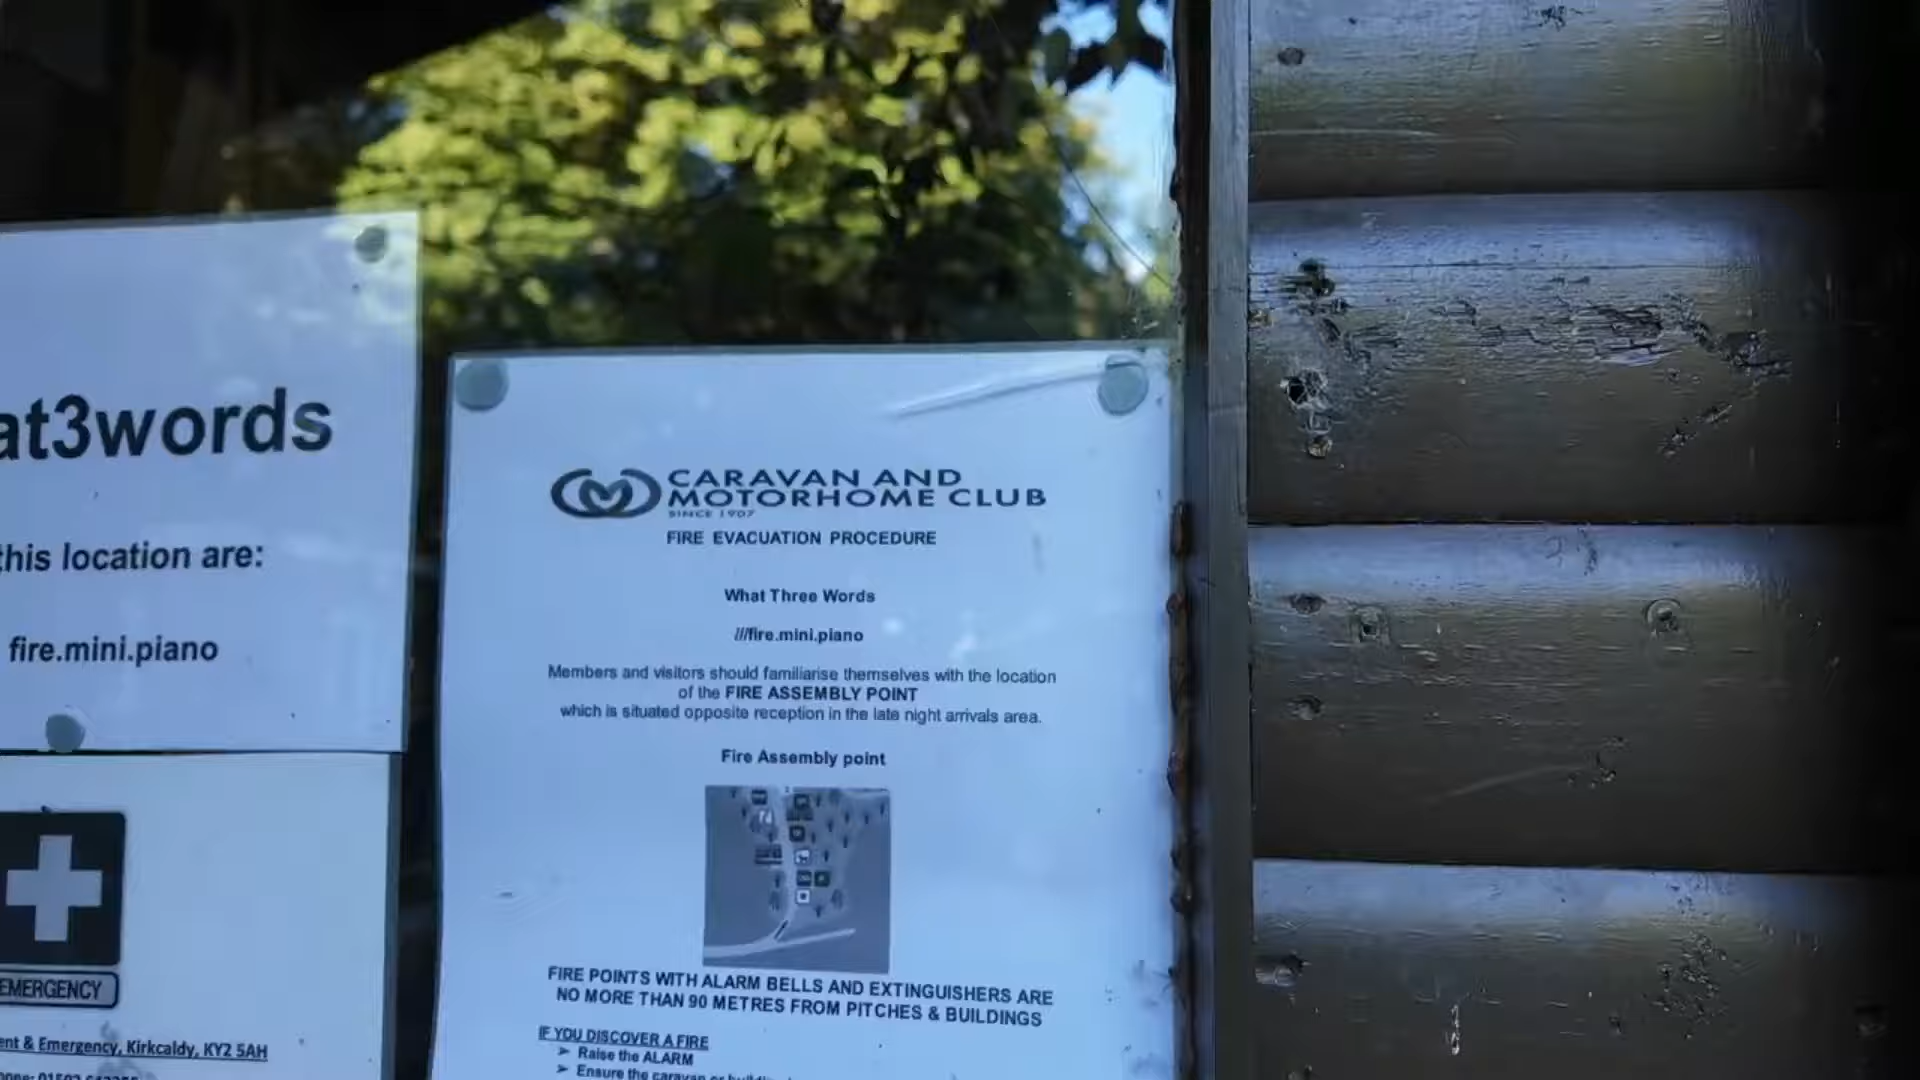 at3words
this location are:
fire.mini.piano
EMERGENCY
ent & Emergency, Kirkcaldy, KY2 5AH
CARAVAN AND
MOTORHOME CLUB
SINCE 1907
FIRE EVACUATION PROCEDURE
What Three Words
///fire.mini.piano
Members and visitors should familiarise themselves with the location
of the FIRE ASSEMBLY POINT
which is situated opposite reception in the late night arrivals area.
Fire Assembly point
FIRE POINTS WITH ALARM BELLS AND EXTINGUISHERS ARE
NO MORE THAN 90 METRES FROM PITCHES & BUILDINGS
IF YOU DISCOVER A FIRE
➢ Raise the ALARM
➢ Ensure the caravan or